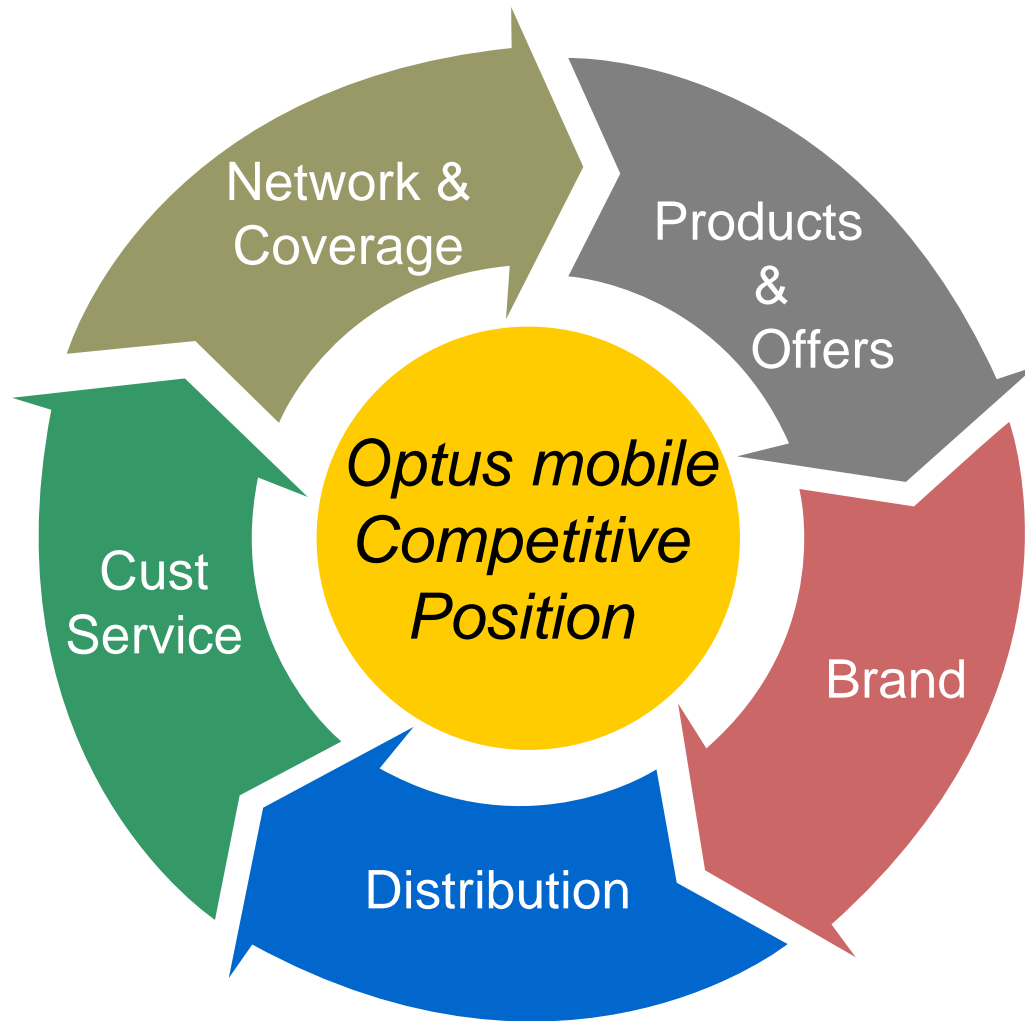 Network &
Coverage
Products
&
Offers
Optus mobile
Competitive
Position
Cust
Service
Brand
Distribution